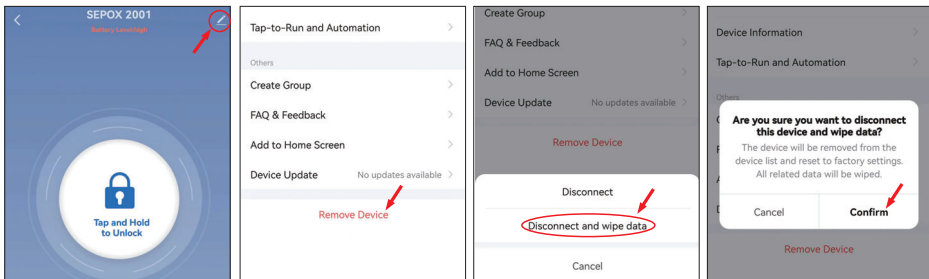 SEPOX 2001
Tap and Hold
to Unlock
Tap-to-Run and Automation
Others
Create Group
FAQ & Feedback
Add to Home Screen
Device Update No updates available
Remove Device
Create Group
FAQ & Feedback
Add to Home Screen
Device Update No updates available
Remove Device
Disconnect
Disconnect and wipe data
Cancel
Device Information
Tap-to-Run and Automation
Others
Are you sure you want to disconnect
this device and wipe data?
The device will be removed from the
device list and reset to factory settings.
All related data will be wiped.
Cancel Confirm
Remove Device